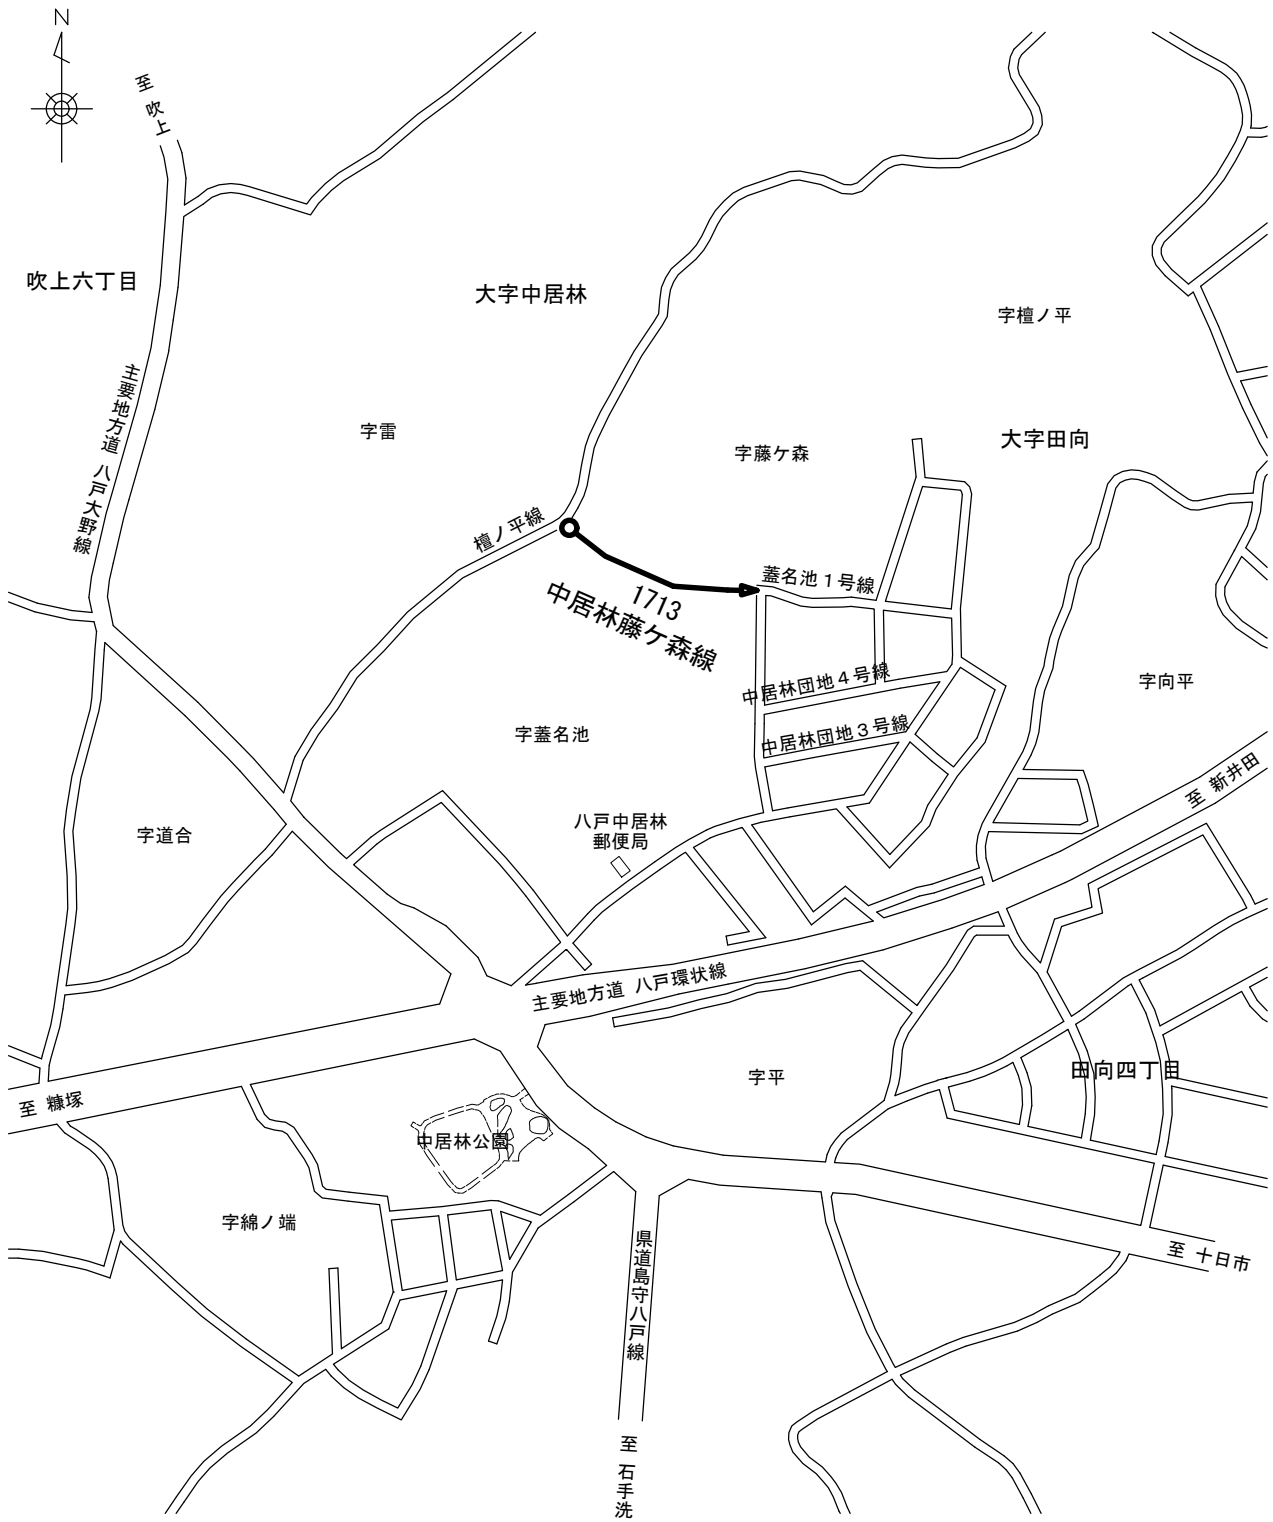 N
至 吹上
吹上六丁目
大字中居林
字檀ノ平
主要地方道 八戸大野線
字雷
字藤ケ森
大字田向
檀ノ平線
蓋名池1号線
1713
中居林藤ケ森線
中居林団地4号線
字向平
字蓋名池
中居林団地3号線
至 新井田
字道合
八戸中居林
郵便局
主要地方道 八戸環状線
字平
田向四丁目
至 糠塚
中居林公園
字綿ノ端
県道島守八戸線
至 十日市
至 石手洗